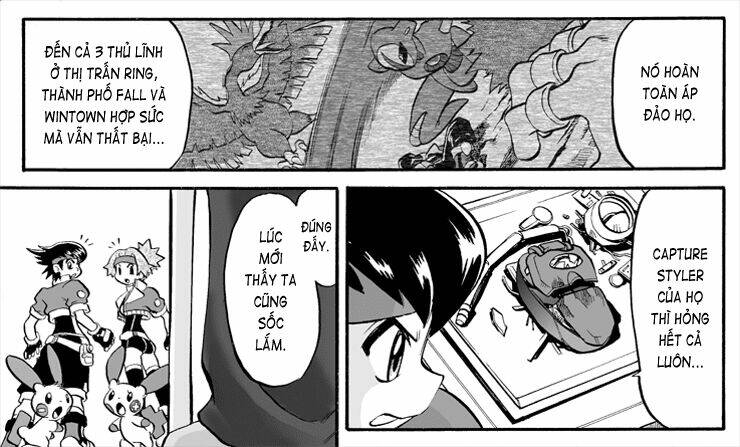 NÓ HOÀN
TOÀN ÁP
ĐẢO HỌ.
ĐẾN CẢ 3 THỦ LĨNH
Ở THỊ TRẤN RING,
THÀNH PHỐ FALL VÀ
WINTOWN HỢP SỨC
MÀ VẪN THẤT BẠI...
CAPTURE
STYLER
CỦA HỌ
THÌ HỎNG
HẾT CẢ
LUÔN...
ĐÚNG
ĐẤY.
LÚC
MỚI
THẤY TA
CŨNG
SỐC
LẮM.